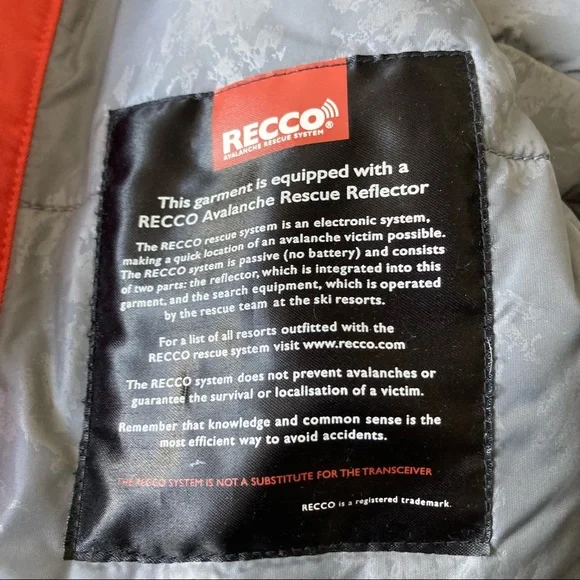 RECCO®
AVALANCHE RESCUE SYSTEM
This garment is equipped with a
RECCO Avalanche Rescue Reflector
The RECCO rescue system is an electronic system,
making a quick location of an avalanche victim possible.
The RECCO system is passive (no battery) and consists
of two parts: the reflector, which is integrated into this
garment, and the search equipment, which is operated
by the rescue team at the ski resorts.
For a list of all resorts outfitted with the
RECCO rescue system visit www.recco.com
The RECCO system does not prevent avalanches or
guarantee the survival or localisation of a victim.
Remember that knowledge and common sense is the
most efficient way to avoid accidents.
THE RECCO SYSTEM IS NOT A SUBSTITUTE FOR THE TRANSCEIVER
RECCO is a registered trademark.